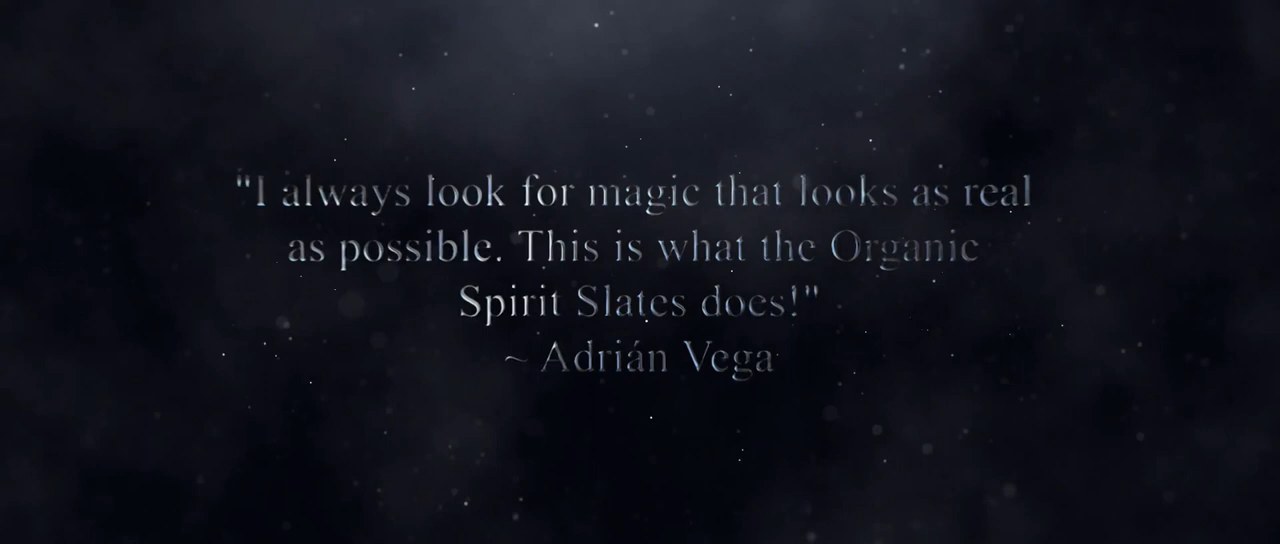 "I always look for magic that looks as real
as possible. This is what the Organic
Spirit Slates does!"
~ Adrián Vega